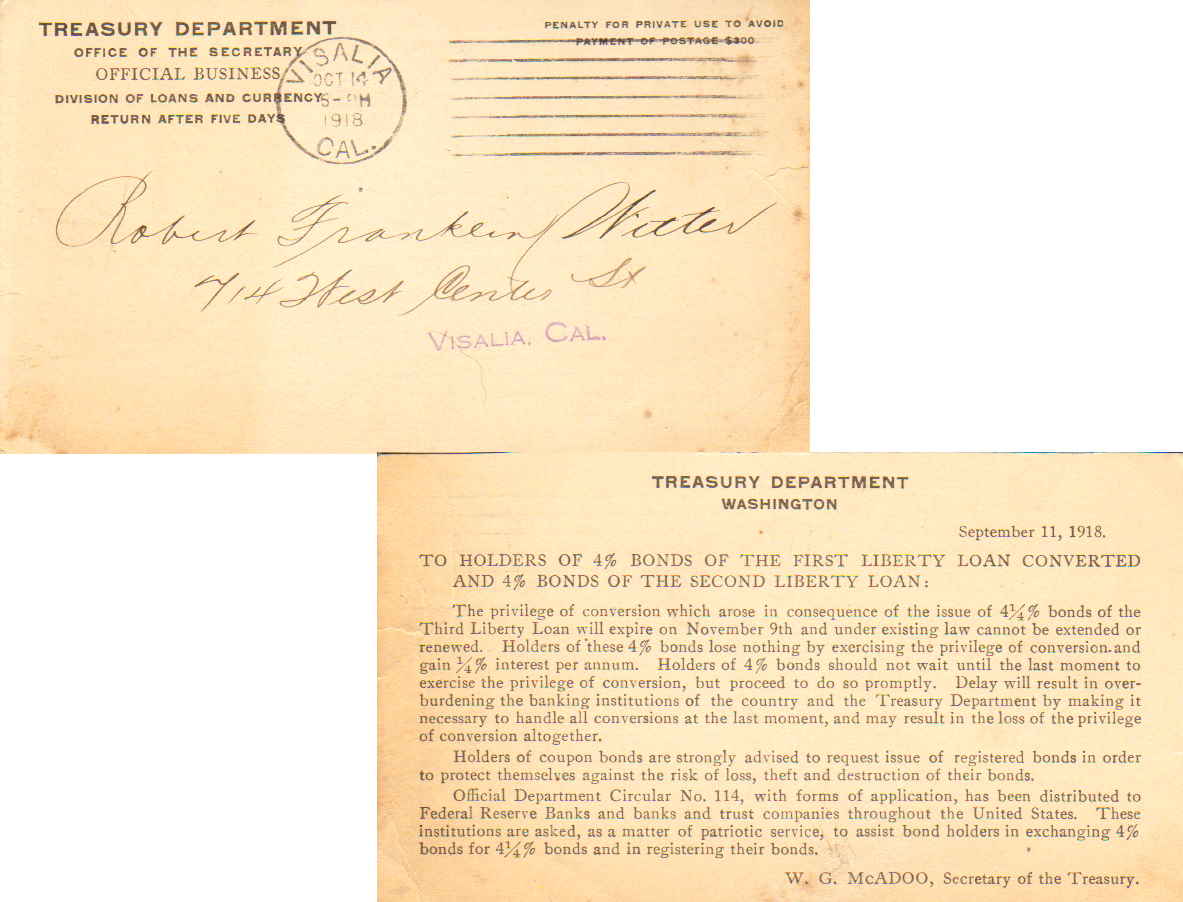 TREASURY DEPARTMENT
OFFICE OF THE SECRETARY
OFFICIAL BUSINESS
DIVISION OF LOANS AND CURRENCY
RETURN AFTER FIVE DAYS
VISALIA
OCT 14
1918
CAL.
PENALTY FOR PRIVATE USE TO AVOID
PAYMENT OF POSTAGE $300
Robert Franklin Witter
714 West Center St
VISALIA, CAL.
TREASURY DEPARTMENT
WASHINGTON
September 11, 1918.
TO HOLDERS OF 4% BONDS OF THE FIRST LIBERTY LOAN CONVERTED
AND 4% BONDS OF THE SECOND LIBERTY LOAN:
The privilege of conversion which arose in consequence of the issue of 4¼% bonds of the
Third Liberty Loan will expire on November 9th and under existing law cannot be extended or
renewed. Holders of these 4% bonds lose nothing by exercising the privilege of conversion and
gain ¼% interest per annum. Holders of 4% bonds should not wait until the last moment to
exercise the privilege of conversion, but proceed to do so promptly. Delay will result in over-
burdening the banking institutions of the country and the Treasury Department by making it
necessary to handle all conversions at the last moment, and may result in the loss of the privilege
of conversion altogether.
Holders of coupon bonds are strongly advised to request issue of registered bonds in order
to protect themselves against the risk of loss, theft and destruction of their bonds.
Official Department Circular No. 114, with forms of application, has been distributed to
Federal Reserve Banks and banks and trust companies throughout the United States. These
institutions are asked, as a matter of patriotic service, to assist bond holders in exchanging 4%
bonds for 4¼% bonds and in registering their bonds.
W. G. McADOO, Secretary of the Treasury.